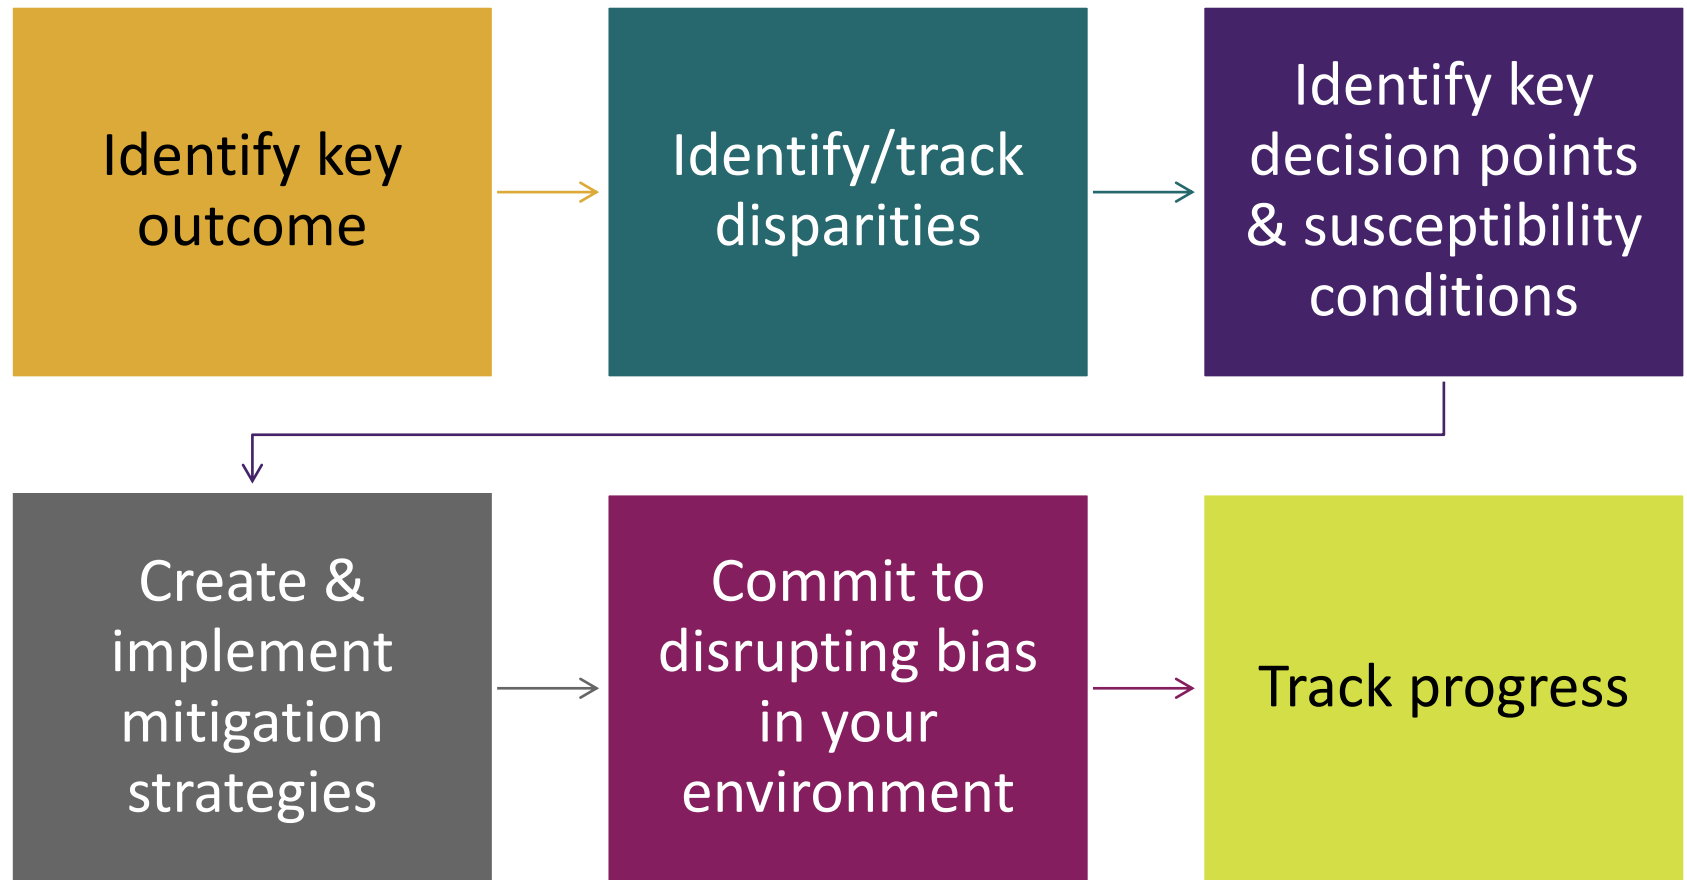 Identify key
outcome
Identify/track
disparities
Identify key
decision points
& susceptibility
conditions
Create &
implement
mitigation
strategies
Commit to
disrupting bias
in your
environment
Track progress